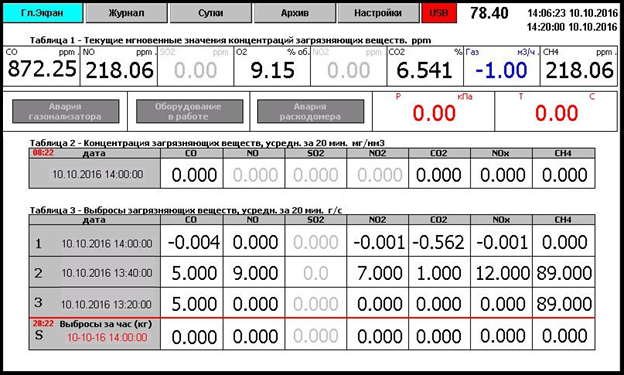 Гл.Экран Журнал Сутки Архив Настройки USB 78.40 14:06:23 10.10.2016
14:20:00 10.10.2016
Таблица 1 - Текущие мгновенные значения концентраций загрязняющих веществ. ppm
CO ppm . NO ppm . SO2 ppm . O2 % об. NO2 ppm . CO2 % Газ м3/ч . CH4 ppm .
872.25 218.06 0.00 9.15 0.00 6.541 -1.00 218.06
Авария газоанализатора Оборудование в работе Авария расходомера P кПа T C
0.00 0.00
Таблица 2 - Концентрация загрязняющих веществ, усредн. за 20 мин. мг/нм3
08:22 дата CO NO SO2 NO2 CO2 NOx CH4
10.10.2016 14:00:00 0.000 0.000 0.000 0.000 0.000 0.000 0.000
Таблица 3 - Выбросы загрязняющих веществ, усредн. за 20 мин. г/с
дата CO NO SO2 NO2 CO2 NOx CH4
1 10.10.2016 14:00:00 -0.004 0.000 0.00 -0.001 -0.562 -0.001 0.000
2 10.10.2016 13:40:00 5.000 9.000 0.0 7.000 1.000 12.000 89.000
3 10.10.2016 13:20:00 5.000 0.000 0.00 0.000 0.000 0.000 89.000
28:22 Выбросы за час (кг)
S 10-10-16 14:00:00 0.000 0.000 0.000 0.000 0.000 0.000 0.000